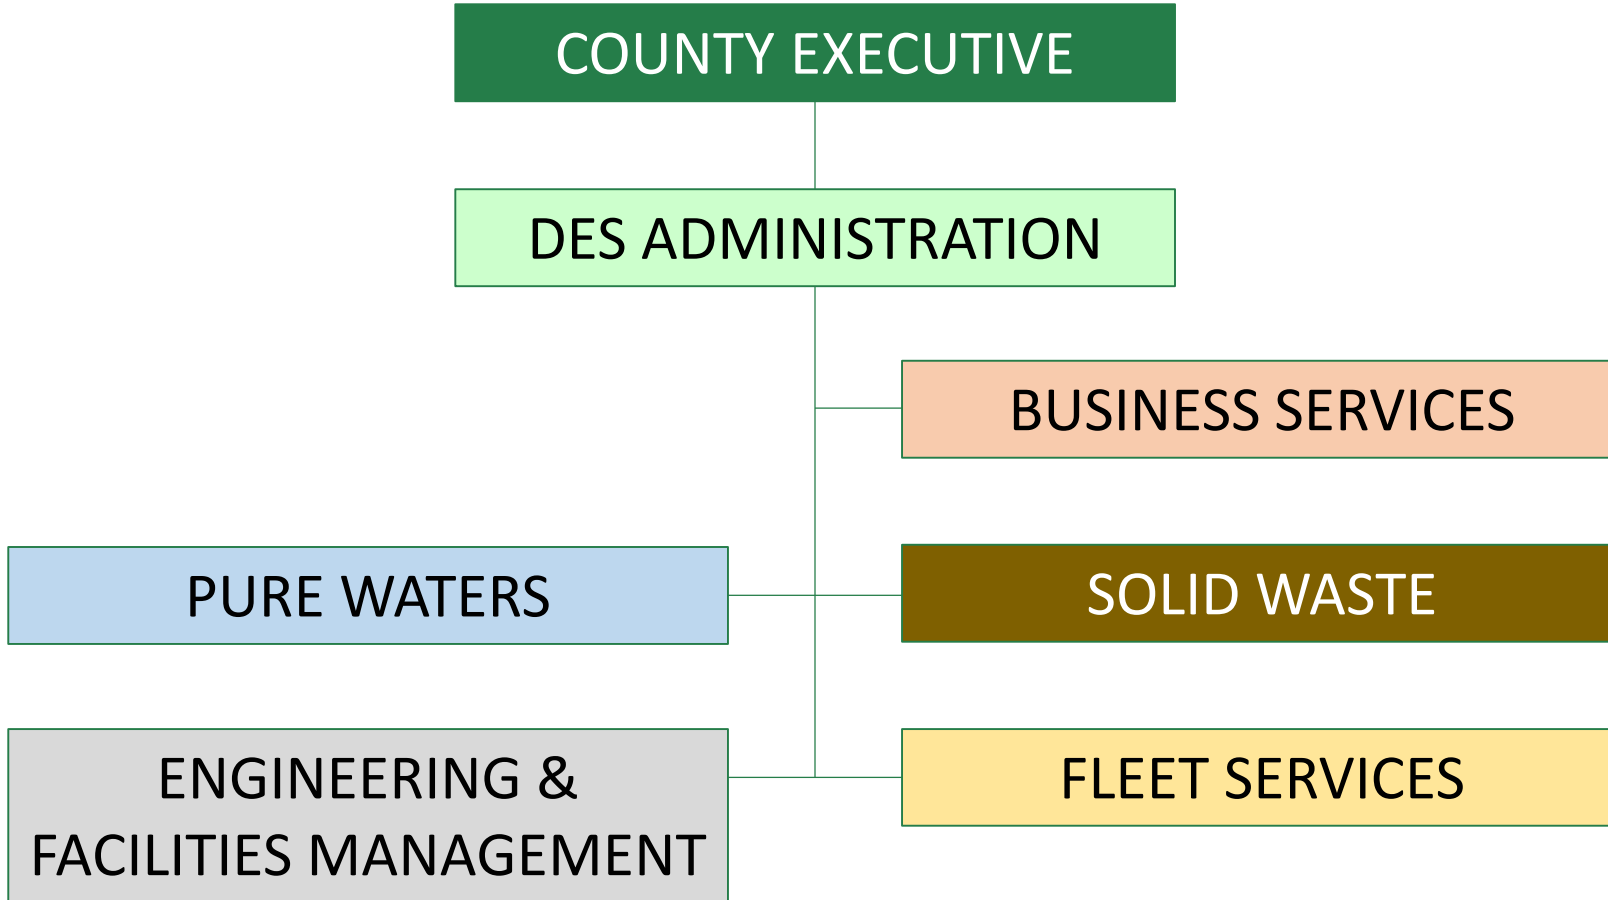 COUNTY EXECUTIVE
DES ADMINISTRATION
BUSINESS SERVICES
PURE WATERS
SOLID WASTE
ENGINEERING &
FACILITIES MANAGEMENT
FLEET SERVICES